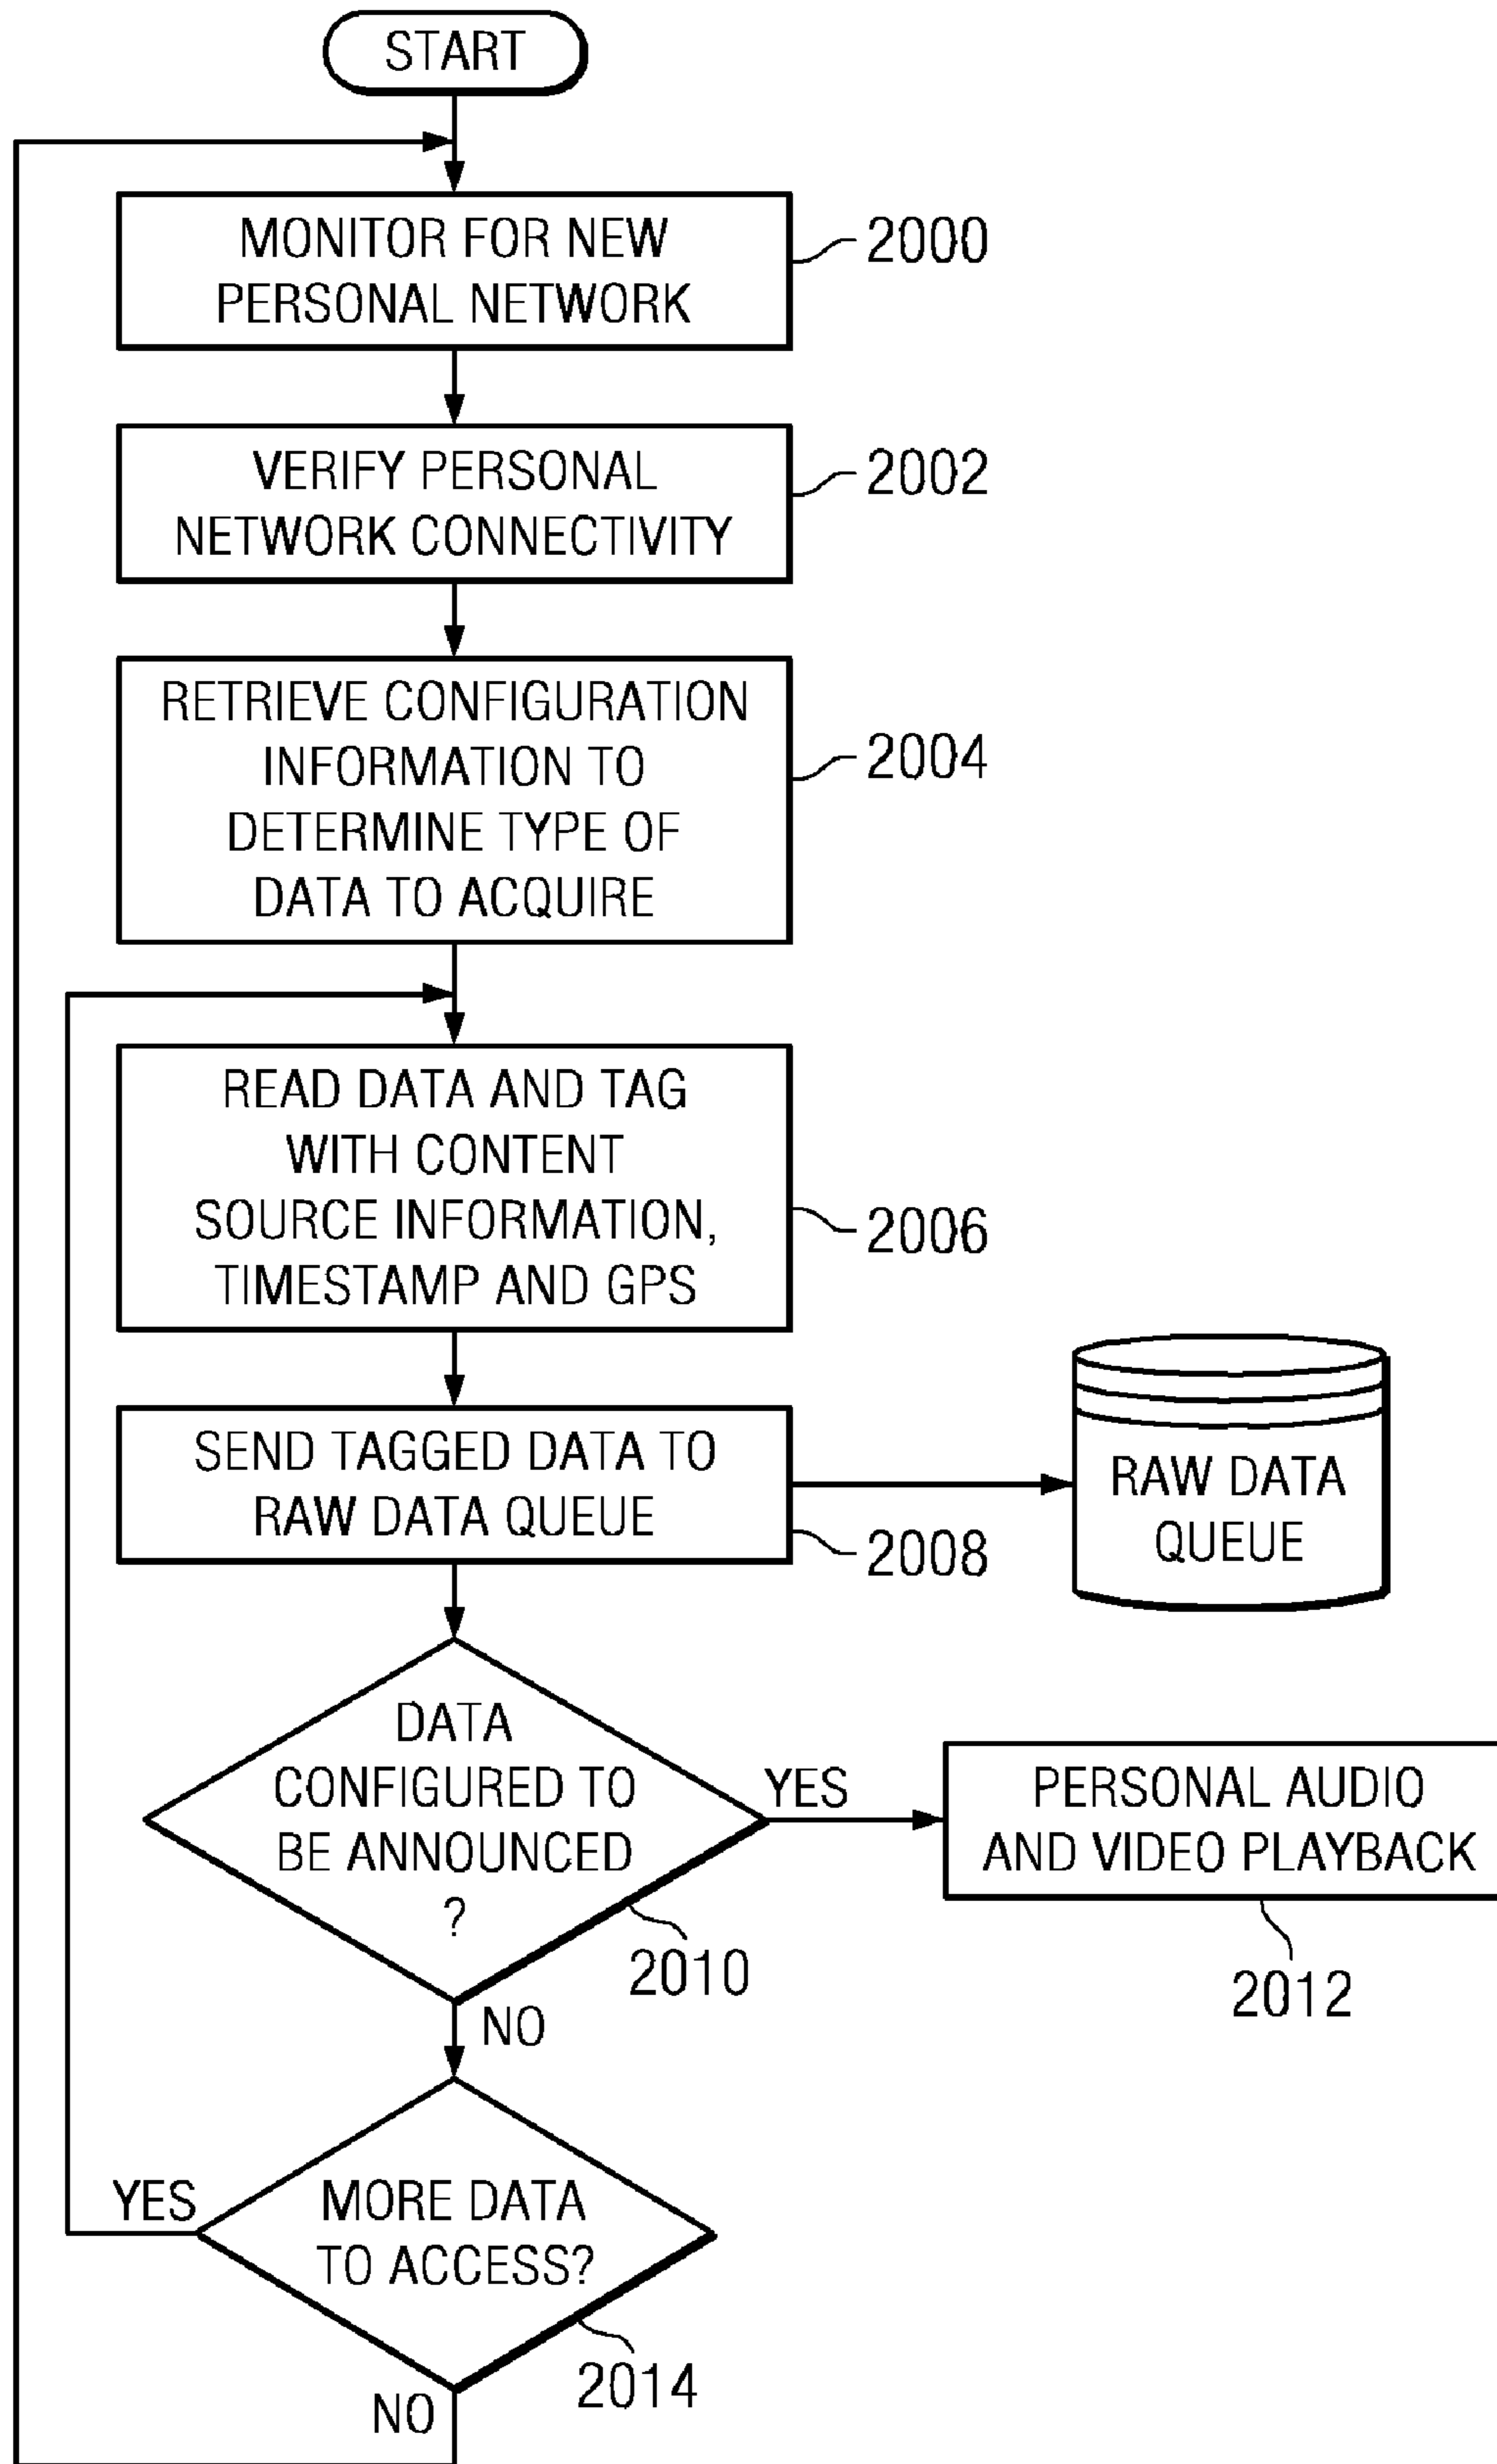 START
MONITOR FOR NEW
PERSONAL NETWORK
2000
VERIFY PERSONAL
NETWORK CONNECTIVITY
2002
RETRIEVE CONFIGURATION
INFORMATION TO
DETERMINE TYPE OF
DATA TO ACQUIRE
2004
READ DATA AND TAG
WITH CONTENT
SOURCE INFORMATION,
TIMESTAMP AND GPS
2006
SEND TAGGED DATA TO
RAW DATA QUEUE
2008
RAW DATA
QUEUE
DATA
CONFIGURED TO
BE ANNOUNCED
?
2010
YES
PERSONAL AUDIO
AND VIDEO PLAYBACK
2012
NO
MORE DATA
TO ACCESS?
2014
YES
NO